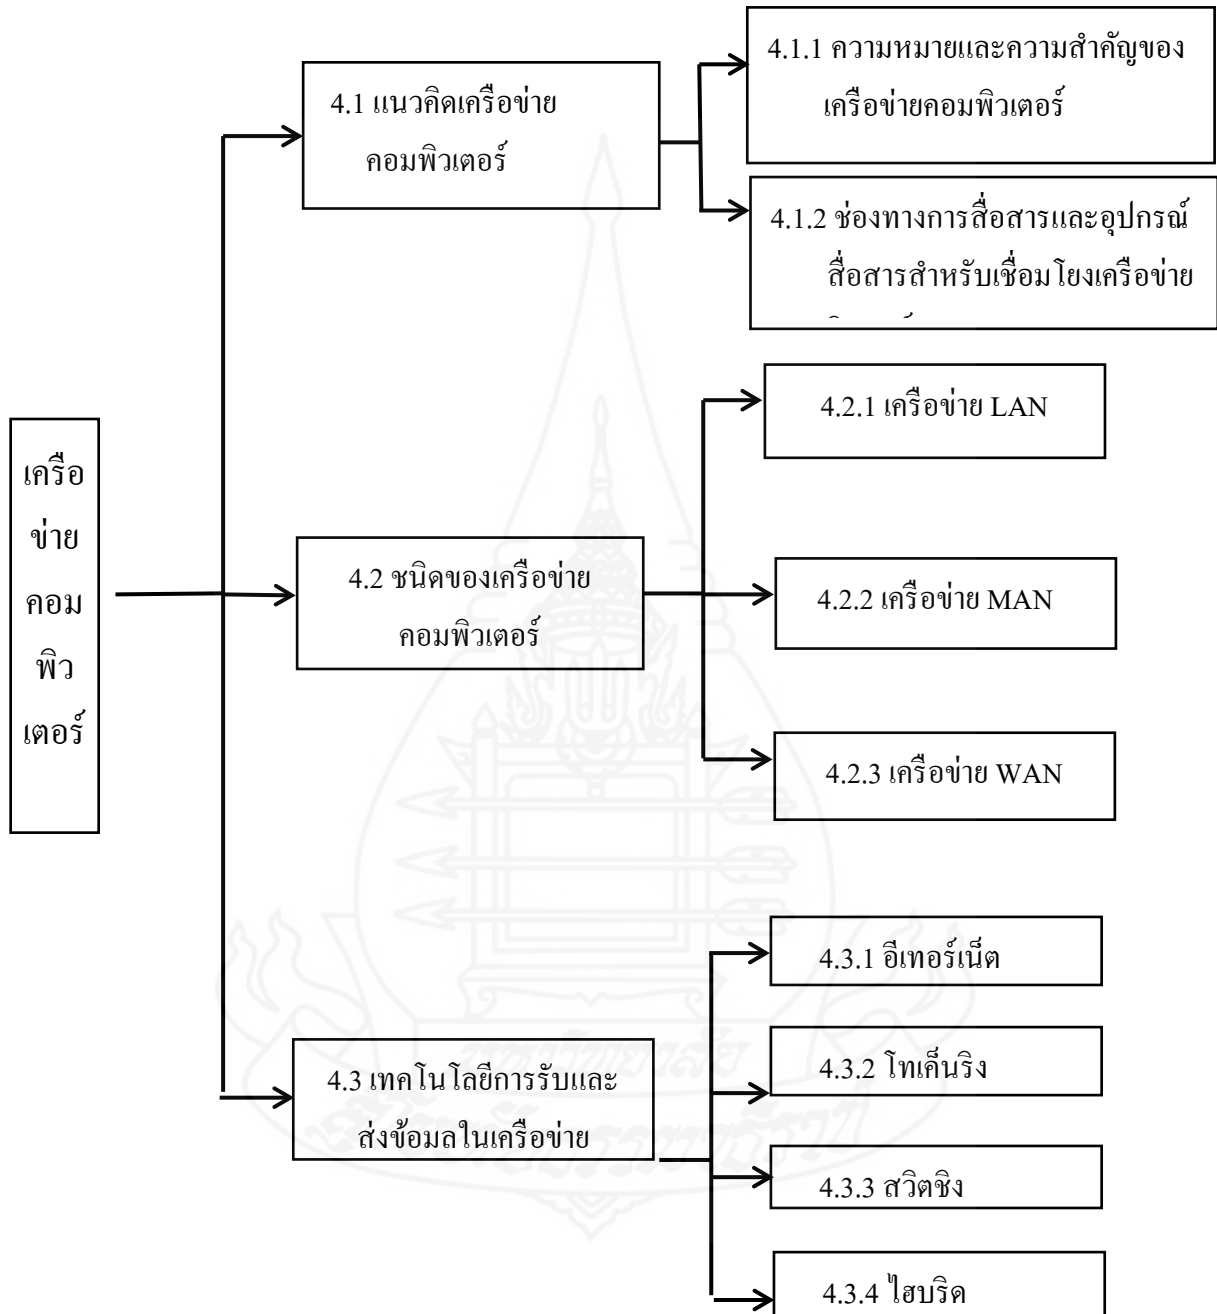 4.1.1 ความหมายและความสำคัญของ
เครือข่ายคอมพิวเตอร์
4.1 แนวคิดเครือข่าย
คอมพิวเตอร์
4.1.2 ช่องทางการสื่อสารและอุปกรณ์
สื่อสารสำหรับเชื่อมโยงเครือข่าย
4.2.1 เครือข่าย LAN
เครือ
ข่าย
คอม
พิว
เตอร์
4.2 ชนิดของเครือข่าย
คอมพิวเตอร์
4.2.2 เครือข่าย MAN
4.2.3 เครือข่าย WAN
4.3.1 อีเทอร์เน็ต
4.3 เทคโนโลยีการรับและ
ส่งข้อมลในเครือข่าย
4.3.2 โทเค็นริง
4.3.3 สวิตชิง
4.3.4 ไฮบริด